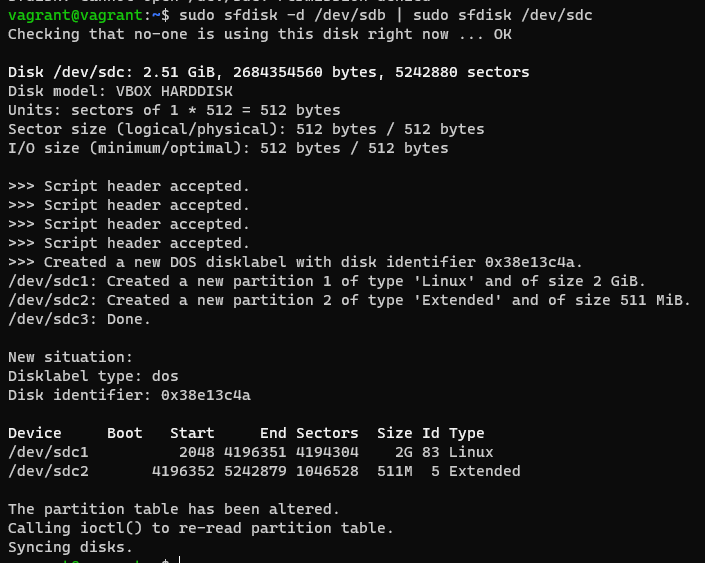 vagrant@vagrant:~$ sudo sfdisk -d /dev/sdb | sudo sfdisk /dev/sdc
Checking that no-one is using this disk right now ... OK
Disk /dev/sdc: 2.51 GiB, 2684354560 bytes, 5242880 sectors
Disk model: VBOX HARDDISK
Units: sectors of 1 * 512 = 512 bytes
Sector size (logical/physical): 512 bytes / 512 bytes
I/O size (minimum/optimal): 512 bytes / 512 bytes
>>> Script header accepted.
>>> Script header accepted.
>>> Script header accepted.
>>> Script header accepted.
>>> Created a new DOS disklabel with disk identifier 0x38e13c4a.
/dev/sdc1: Created a new partition 1 of type 'Linux' and of size 2 GiB.
/dev/sdc2: Created a new partition 2 of type 'Extended' and of size 511 MiB.
/dev/sdc3: Done.
New situation:
Disklabel type: dos
Disk identifier: 0x38e13c4a
Device     Boot   Start     End Sectors  Size Id Type
/dev/sdc1          2048 4196351 4194304    2G 83 Linux
/dev/sdc2       4196352 5242879 1046528  511M  5 Extended
The partition table has been altered.
Calling ioctl() to re-read partition table.
Syncing disks.